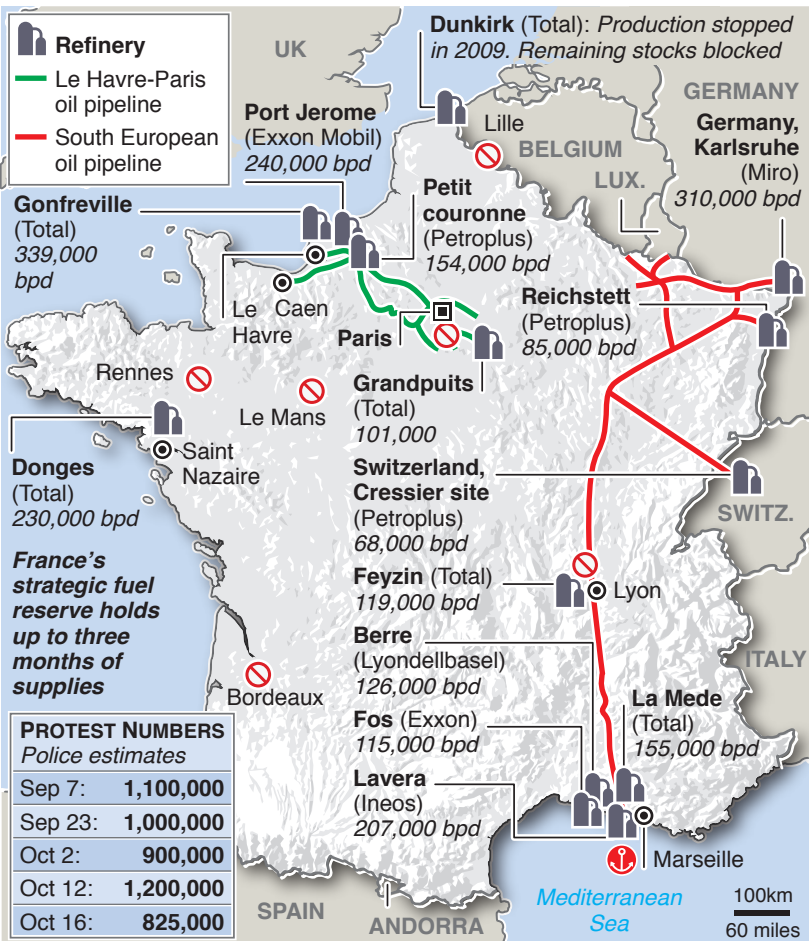 Refinery
Le Havre-Paris
oil pipeline
South European
oil pipeline
UK
Dunkirk (Total): Production stopped
in 2009. Remaining stocks blocked
GERMANY
Port Jerome
(Exxon Mobil)
240,000 bpd
Lille
BELGIUM
LUX.
Germany,
Karlsruhe
(Miro)
310,000 bpd
Gonfreville
(Total)
339,000
bpd
Petit
couronne
(Petroplus)
154,000 bpd
Le
Havre
Caen
Paris
Reichstett
(Petroplus)
85,000 bpd
Rennes
Le Mans
Grandpuits
(Total)
101,000
Donges
(Total)
230,000 bpd
Saint
Nazaire
Switzerland,
Cressier site
(Petroplus)
68,000 bpd
SWITZ.
France's
strategic fuel
reserve holds
up to three
months of
supplies
Feyzin (Total)
119,000 bpd
Lyon
Berre
(Lyondellbasel)
126,000 bpd
ITALY
Bordeaux
Fos (Exxon)
115,000 bpd
La Mede
(Total)
155,000 bpd
Lavera
(Ineos)
207,000 bpd
Marseille
PROTEST NUMBERS
Police estimates
Sep 7: 1,100,000
Sep 23: 1,000,000
Oct 2: 900,000
Oct 12: 1,200,000
Oct 16: 825,000
SPAIN
ANDORRA
Mediterranean
Sea
100km
60 miles